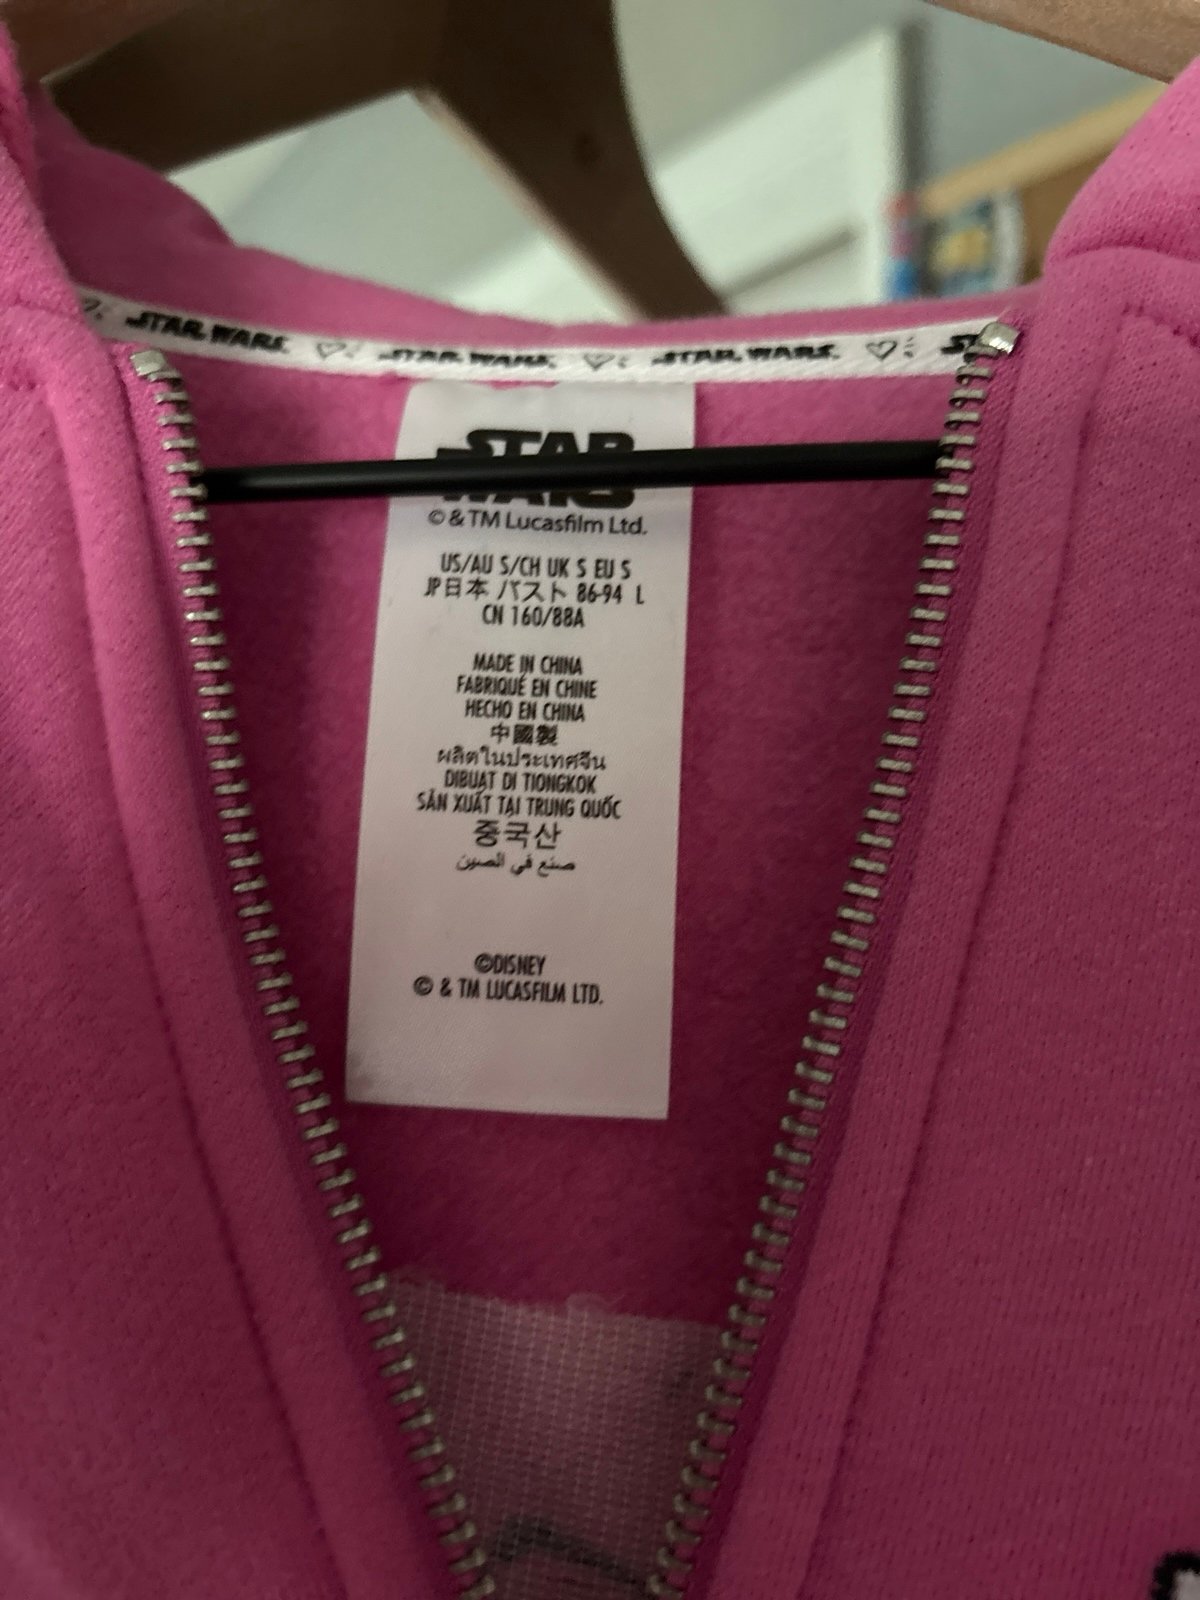 STAR WARS STAR WARS STAR WARS ST
STAR
WARS
© & TM Lucasfilm Ltd.
US/AU S/CH UK S EU S
JP日本 バスト 86-94 L
CN 160/88A
MADE IN CHINA
FABRIQUÉ EN CHINE
HECHO EN CHINA
中國製
ผลิตในประเทศจีน
DIBUAT DI TIONGKOK
SẢN XUẤT TẠI TRUNG QUỐC
중국산
صنع في الصين
©DISNEY
© & TM LUCASFILM LTD.